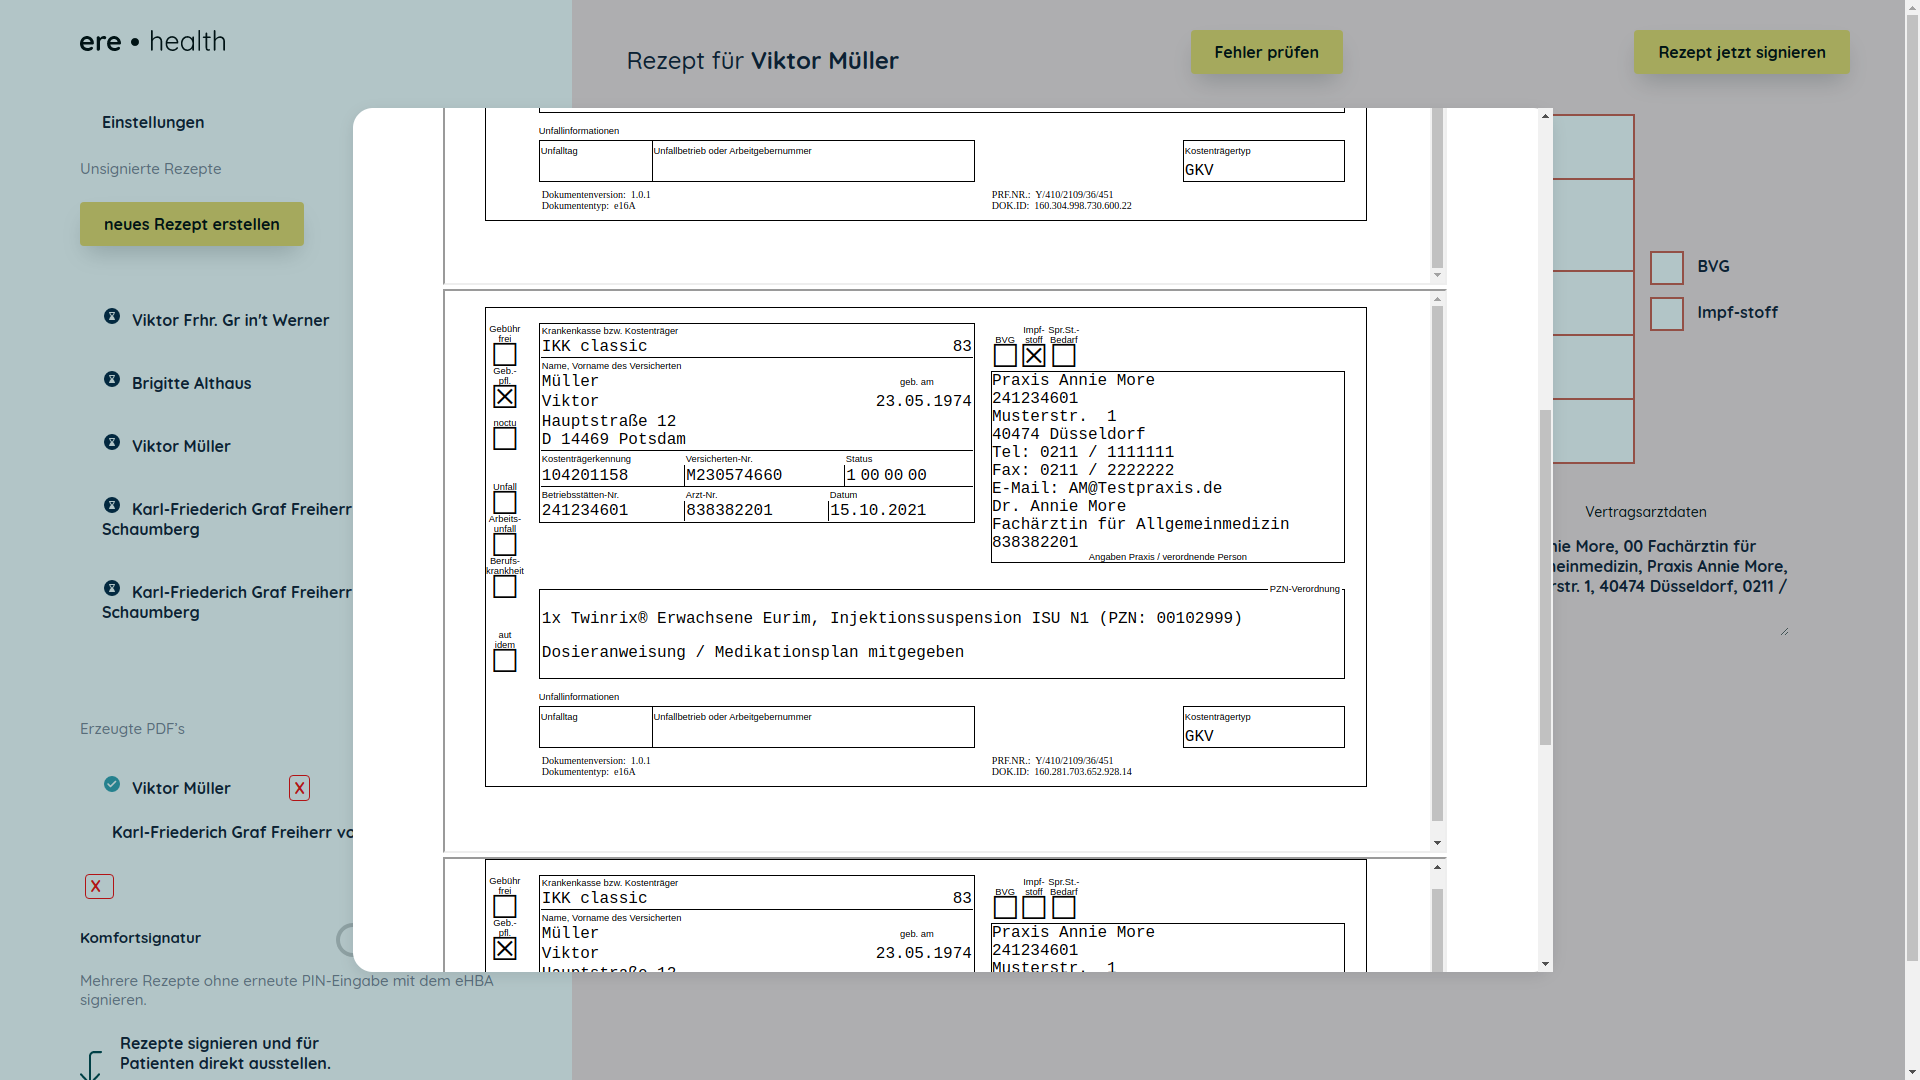 ere • health
Einstellungen
Unsignierte Rezepte
neues Rezept erstellen
Viktor Frhr. Gr in't Werner
Brigitte Althaus
Viktor Müller
Karl-Friederich Graf Freiherr
Schaumberg
Karl-Friederich Graf Freiherr
Schaumberg
Erzeugte PDF's
Viktor Müller
X
Karl-Friederich Graf Freiherr vo
X
Komfortsignatur
Mehrere Rezepte ohne erneute PIN-Eingabe mit dem eHBA
signieren.
Rezepte signieren und für
Patienten direkt ausstellen.
Rezept für Viktor Müller
Fehler prüfen
Rezept jetzt signieren
Unfallinformationen
Unfalltag
Unfallbetrieb oder Arbeitgebernummer
Kostenträgertyp
GKV
Dokumentenversion: 1.0.1
Dokumententyp: e16A
PRF.NR.: Y/410/2109/36/451
DOK.ID: 160.304.998.730.600.22
Gebühr
frei
Geb.-
pfl.
noctu
Unfall
Arbeits-
unfall
Berufs-
krankheit
aut
idem
Krankenkasse bzw. Kostenträger
IKK classic 83
Name, Vorname des Versicherten
Müller
geb. am
Viktor 23.05.1974
Hauptstraße 12
D 14469 Potsdam
Kostenträgerkennung Versicherten-Nr. Status
104201158 M230574660 1 00 00 00
Betriebsstätten-Nr. Arzt-Nr. Datum
241234601 838382201 15.10.2021
BVG
Impf-
stoff
Spr.St.-
Bedarf
Praxis Annie More
241234601
Musterstr. 1
40474 Düsseldorf
Tel: 0211 / 1111111
Fax: 0211 / 2222222
E-Mail: AM@Testpraxis.de
Dr. Annie More
Fachärztin für Allgemeinmedizin
838382201
Angaben Praxis / verordnende Person
PZN-Verordnung
1x Twinrix® Erwachsene Eurim, Injektionssuspension ISU N1 (PZN: 00102999)
Dosieranweisung / Medikationsplan mitgegeben
Unfallinformationen
Unfalltag
Unfallbetrieb oder Arbeitgebernummer
Kostenträgertyp
GKV
Dokumentenversion: 1.0.1
Dokumententyp: e16A
PRF.NR.: Y/410/2109/36/451
DOK.ID: 160.281.703.652.928.14
Gebühr
frei
Geb.-
pfl.
Krankenkasse bzw. Kostenträger
IKK classic 83
Name, Vorname des Versicherten
Müller
geb. am
Viktor 23.05.1974
Hauptstraße 12
BVG
Impf-
stoff
Spr.St.-
Bedarf
Praxis Annie More
241234601
Musterstr. 1
BVG
Impf-stoff
Vertragsarztdaten
nie More, 00 Fachärztin für
einmedizin, Praxis Annie More,
rstr. 1, 40474 Düsseldorf, 0211 /